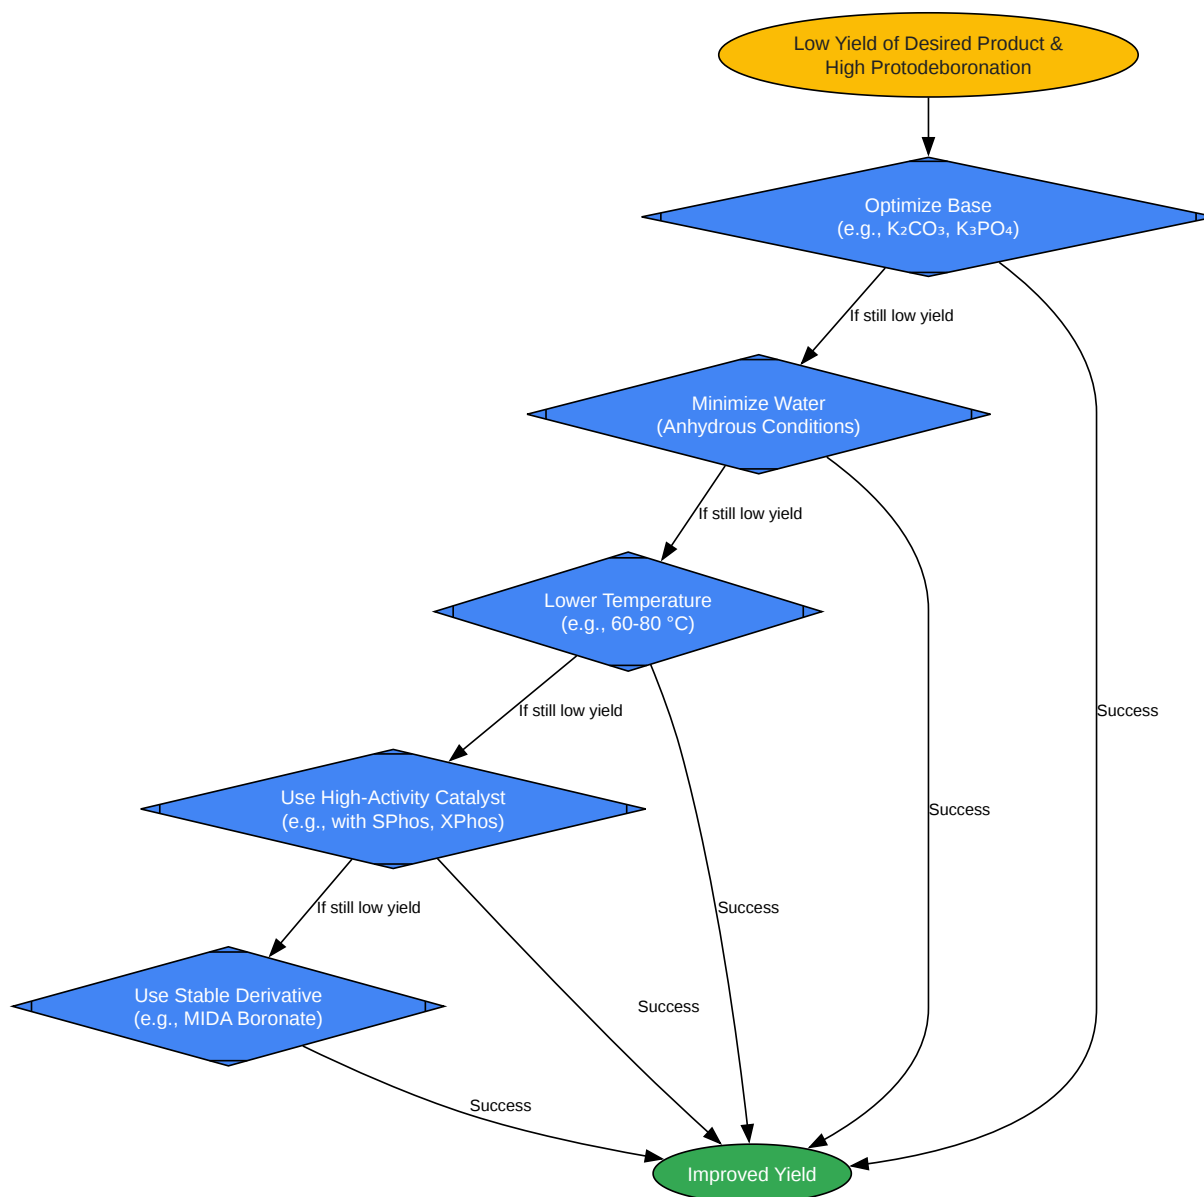 Low Yield of Desired Product &
High Protodeboronation
Optimize Base
(e.g., K₂CO₃, K₃PO₄)
If still low yield
Minimize Water
(Anhydrous Conditions)
If still low yield
Lower Temperature
(e.g., 60-80 °C)
If still low yield
Success
Use High-Activity Catalyst
(e.g., with SPhos, XPhos)
Success
If still low yield
Success
Use Stable Derivative
(e.g., MIDA Boronate)
Success
Success
Improved Yield